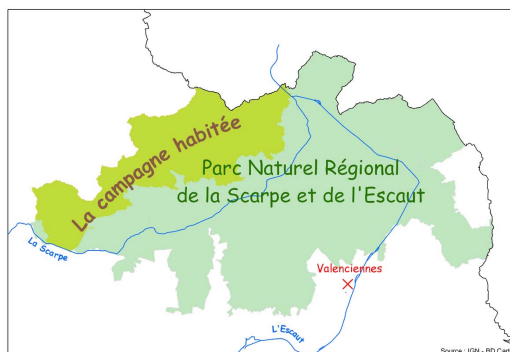 La campagne habitée
Parc Naturel Régional
de la Scarpe et de l'Escaut
La Scarpe
Valenciennes
L'Escaut
Source : IGN - BD Cart